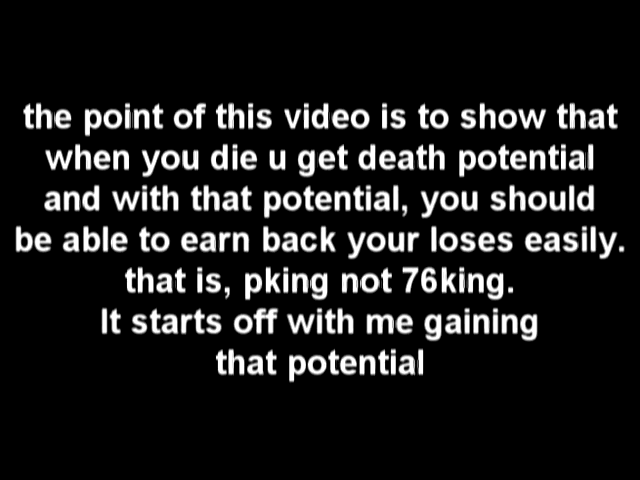 the point of this video is to show that
when you die u get death potential
and with that potential, you should
be able to earn back your loses easily.
that is, pking not 76king.
It starts off with me gaining
that potential